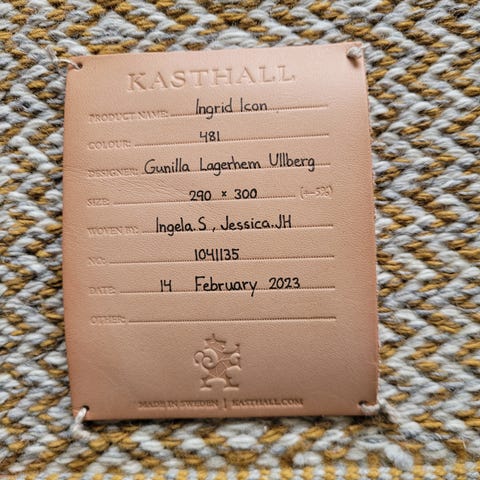 KASTHALL
PRODUCT NAME: Ingrid Icon
COLOUR: 481
DESIGNER: Gunilla Lagerhem Ullberg
SIZE: 290 × 300 (+-5%)
WOVEN BY: Ingela.S , Jessica.JH
NO: 1041135
DATE: 14 February 2023
OTHER:
MADE IN SWEDEN | KASTHALL.COM